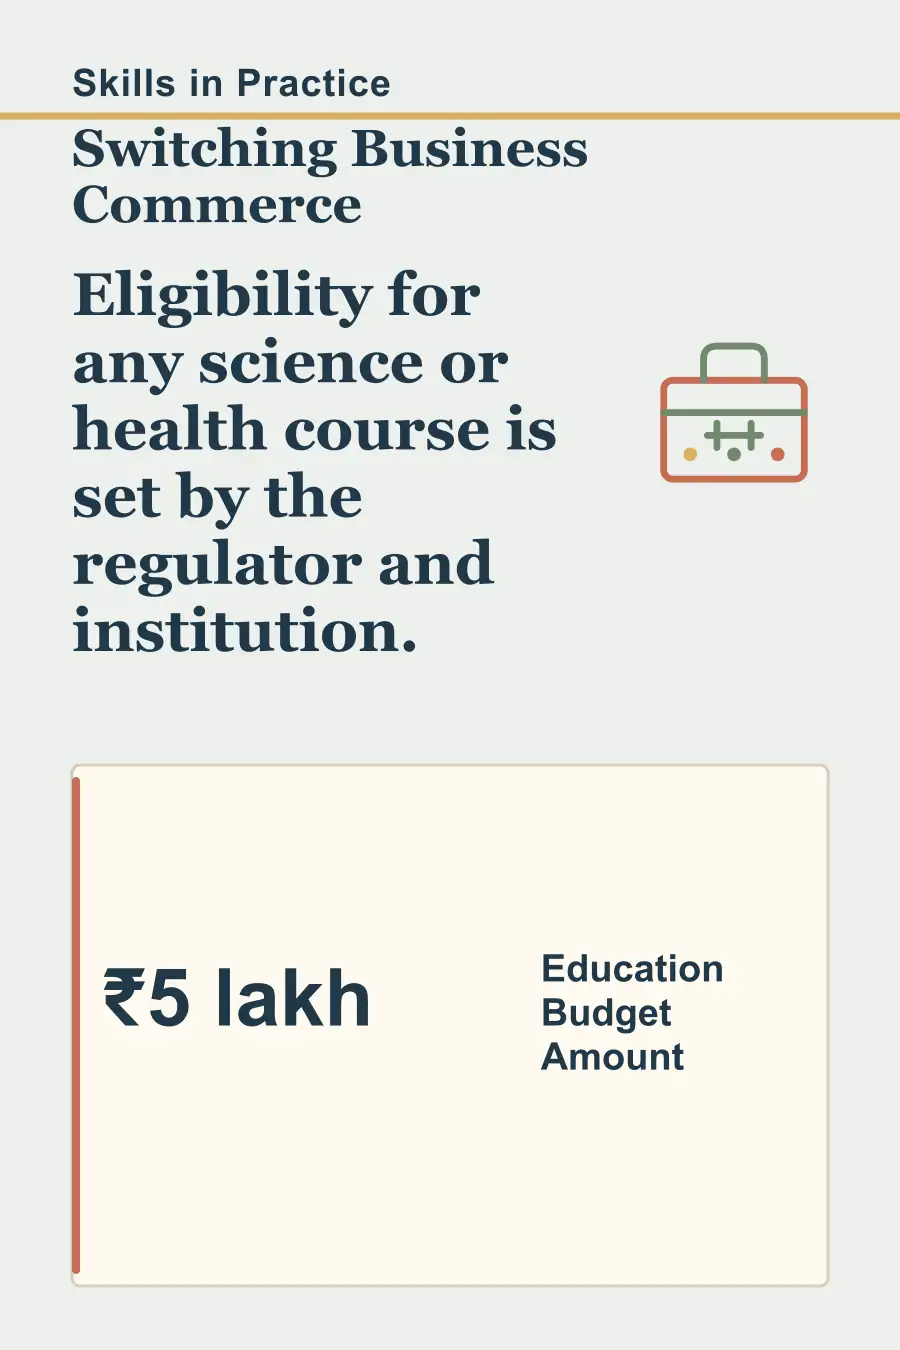 Skills in Practice
Switching Business
Commerce
Eligibility for
any science or
health course is
set by the
regulator and
institution.
₹5 lakh
Education
Budget
Amount